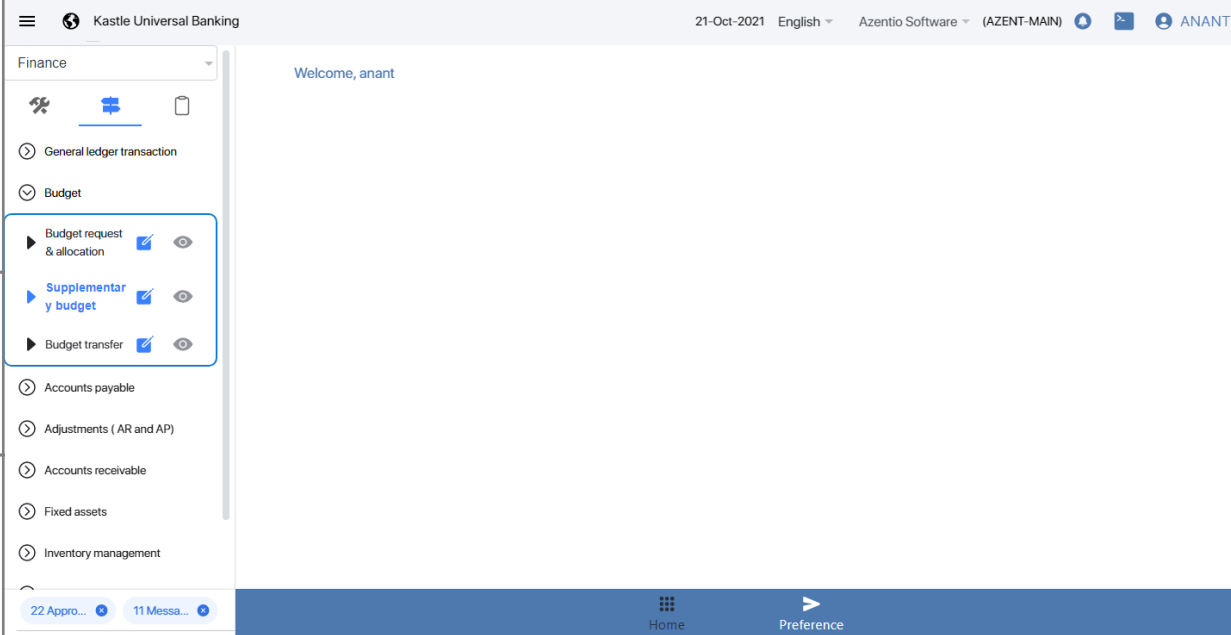 Kastle Universal Banking
21-Oct-2021 English Azentio Software (AZENT-MAIN) ANANT
Finance
Welcome, anant
General ledger transaction
Budget
Budget request
& allocation
Supplementar
y budget
Budget transfer
Accounts payable
Adjustments ( AR and AP)
Accounts receivable
Fixed assets
Inventory management
22 Appro... 11 Messa...
Home Preference